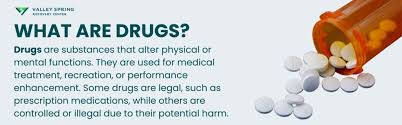 VALLEY SPRING
RECOVERY CENTER
WHAT ARE DRUGS?
Drugs are substances that alter physical or
mental functions. They are used for medical
treatment, recreation, or performance
enhancement. Some drugs are legal, such as
prescription medications, while others are
controlled or illegal due to their potential harm.